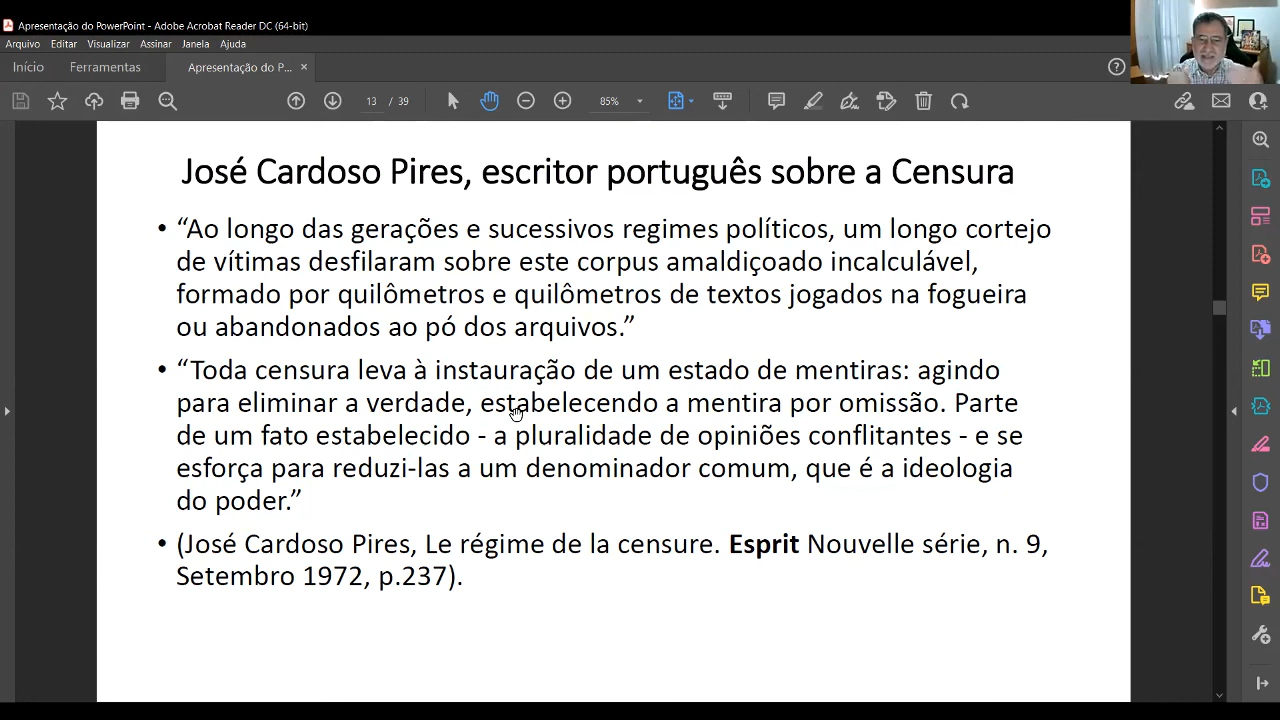 Apresentação do PowerPoint - Adobe Acrobat Reader DC (64-bit)
Arquivo Editar Visualizar Assinar Janela Ajuda
Início Ferramentas Apresentação do P... ×
13 / 39 85%
José Cardoso Pires, escritor português sobre a Censura
• “Ao longo das gerações e sucessivos regimes políticos, um longo cortejo
de vítimas desfilaram sobre este corpus amaldiçoado incalculável,
formado por quilômetros e quilômetros de textos jogados na fogueira
ou abandonados ao pó dos arquivos.”
• “Toda censura leva à instauração de um estado de mentiras: agindo
para eliminar a verdade, estabelecendo a mentira por omissão. Parte
de um fato estabelecido - a pluralidade de opiniões conflitantes - e se
esforça para reduzi-las a um denominador comum, que é a ideologia
do poder.”
• (José Cardoso Pires, Le régime de la censure. Esprit Nouvelle série, n. 9,
Setembro 1972, p.237).